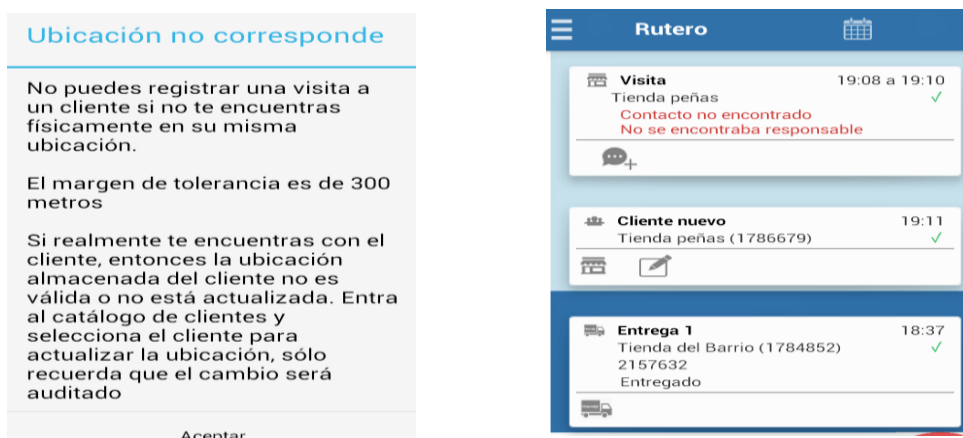 Ubicación no corresponde
No puedes registrar una visita a
un cliente si no te encuentras
físicamente en su misma
ubicación.
El margen de tolerancia es de 300
metros
Si realmente te encuentras con el
cliente, entonces la ubicación
almacenada del cliente no es
válida o no está actualizada. Entra
al catálogo de clientes y
selecciona el cliente para
actualizar la ubicación, sólo
recuerda que el cambio será
auditado
Aceptar
Rutero
Visita 19:08 a 19:10
Tienda peñas
Contacto no encontrado
No se encontraba responsable
Cliente nuevo 19:11
Tienda peñas (1786679)
Entrega 1 18:37
Tienda del Barrio (1784852)
2157632
Entregado